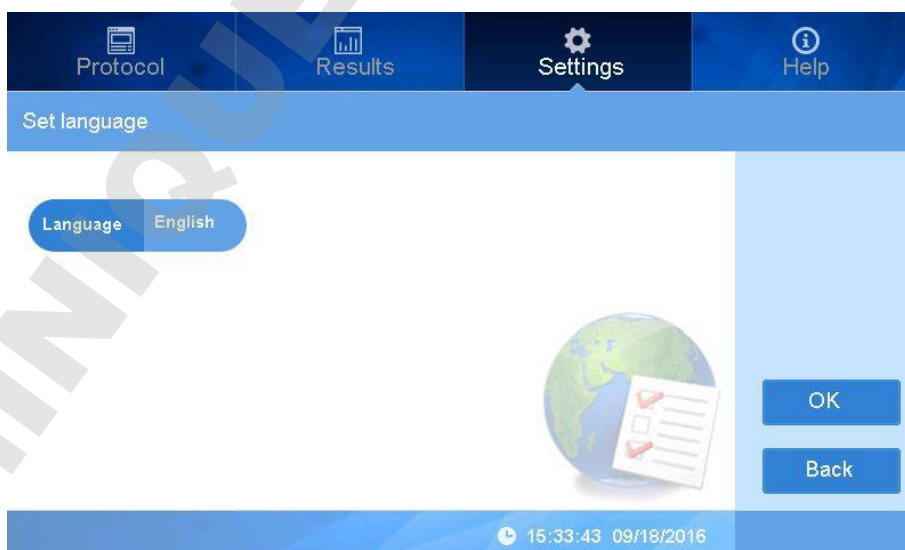 Protocol Results Settings Help
Set language
Language English
OK
Back
15:33:43 09/18/2016